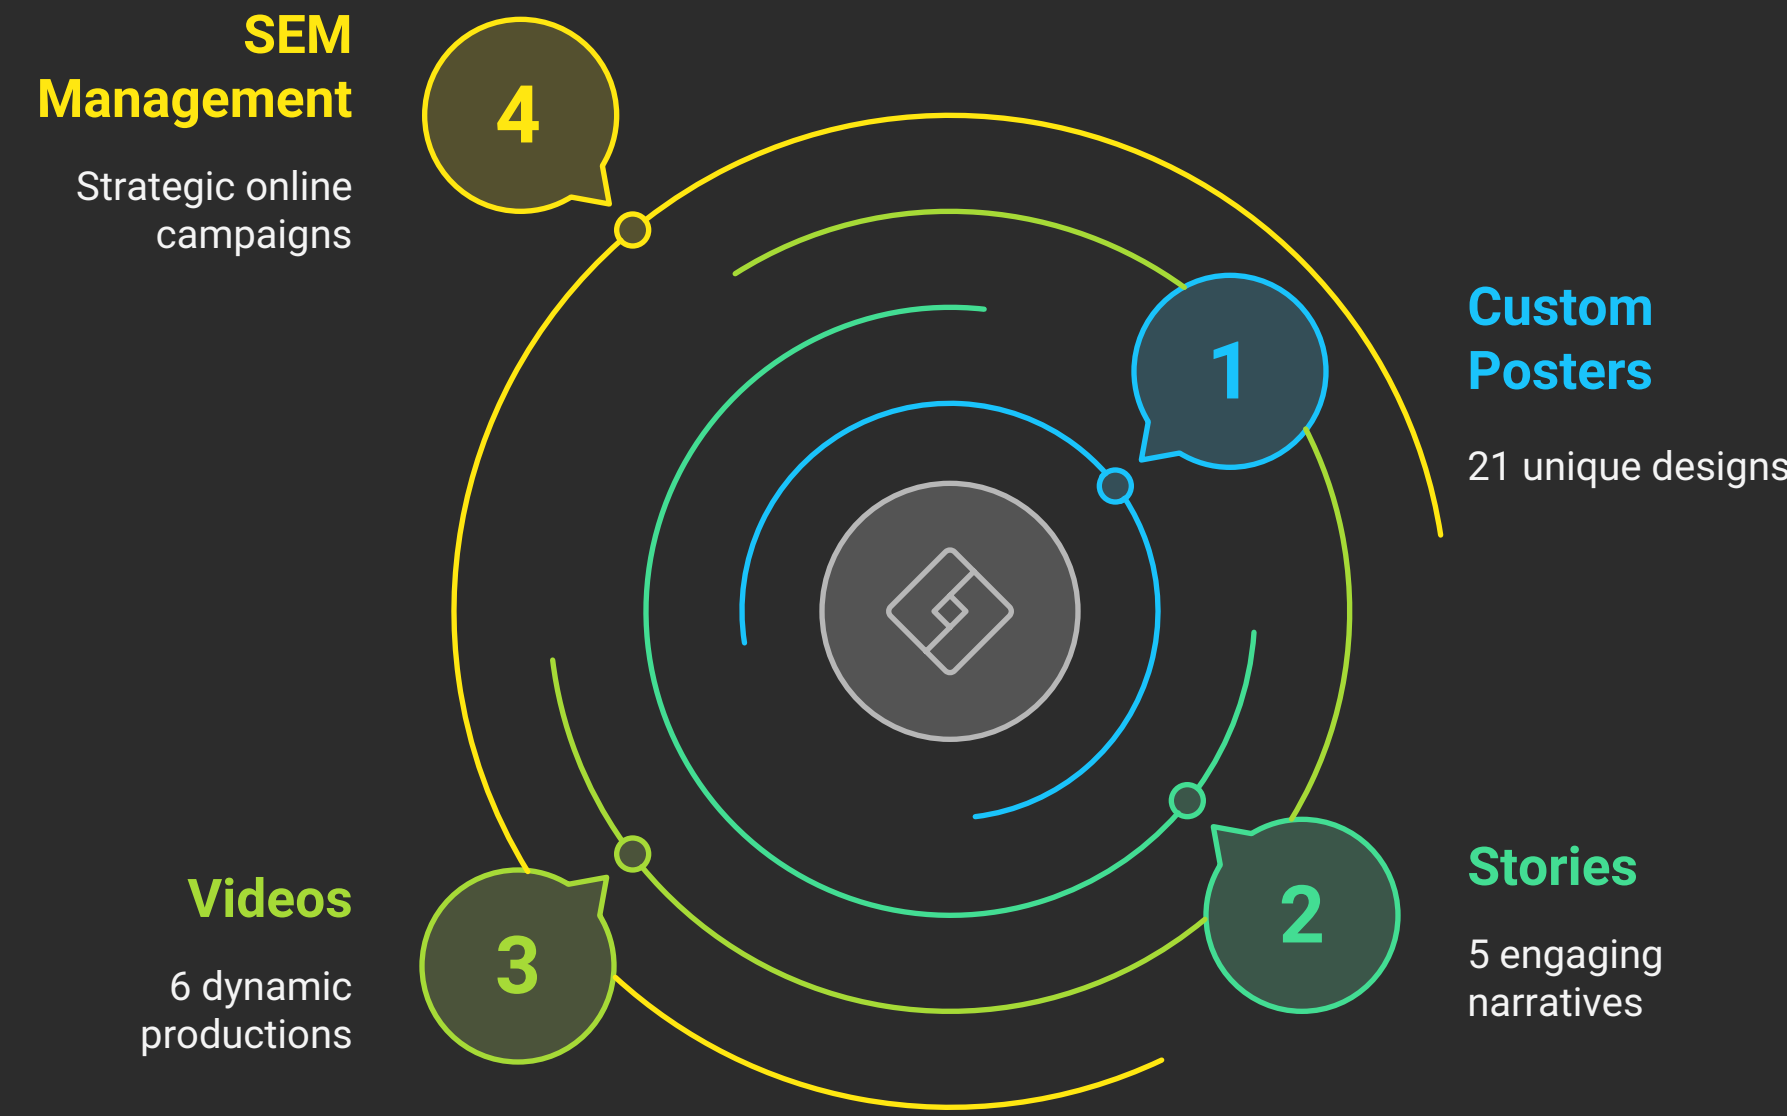 SEM
Management
Strategic online
campaigns
4
1
Custom
Posters
21 unique designs
2
Stories
5 engaging
narratives
Videos
6 dynamic
productions
3